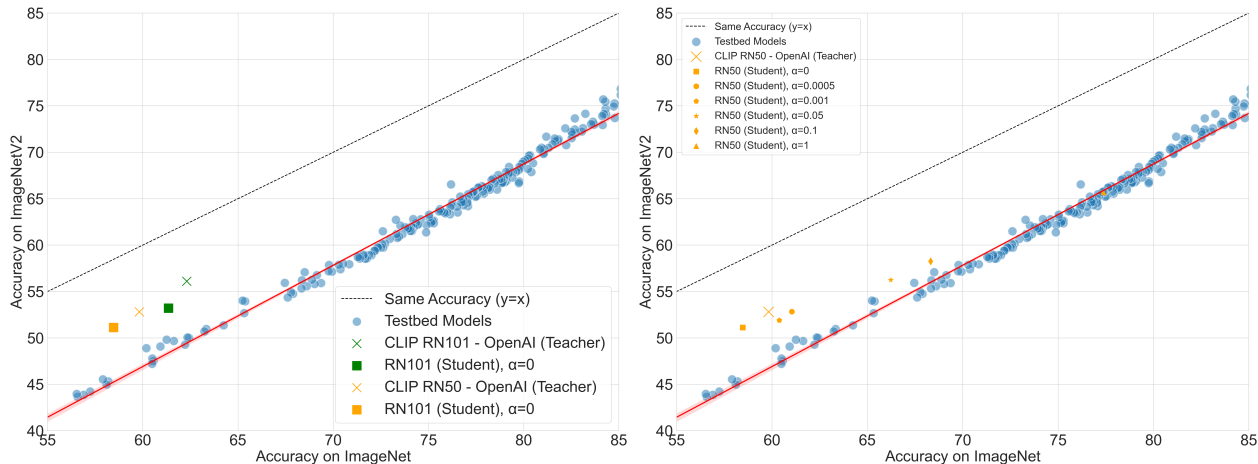 85
80
75
70
65
60
55
50
45
40
Accuracy on ImageNetV2
55
60
65
70
75
80
85
Accuracy on ImageNet
Same Accuracy (y=x)
Testbed Models
CLIP RN101 - OpenAI (Teacher)
RN101 (Student), α=0
CLIP RN50 - OpenAI (Teacher)
RN101 (Student), α=0
85
80
75
70
65
60
55
50
45
40
Accuracy on ImageNetV2
55
60
65
70
75
80
85
Accuracy on ImageNet
Same Accuracy (y=x)
Testbed Models
CLIP RN50 - OpenAI (Teacher)
RN50 (Student), α=0
RN50 (Student), α=0.0005
RN50 (Student), α=0.001
RN50 (Student), α=0.05
RN50 (Student), α=0.1
RN50 (Student), α=1